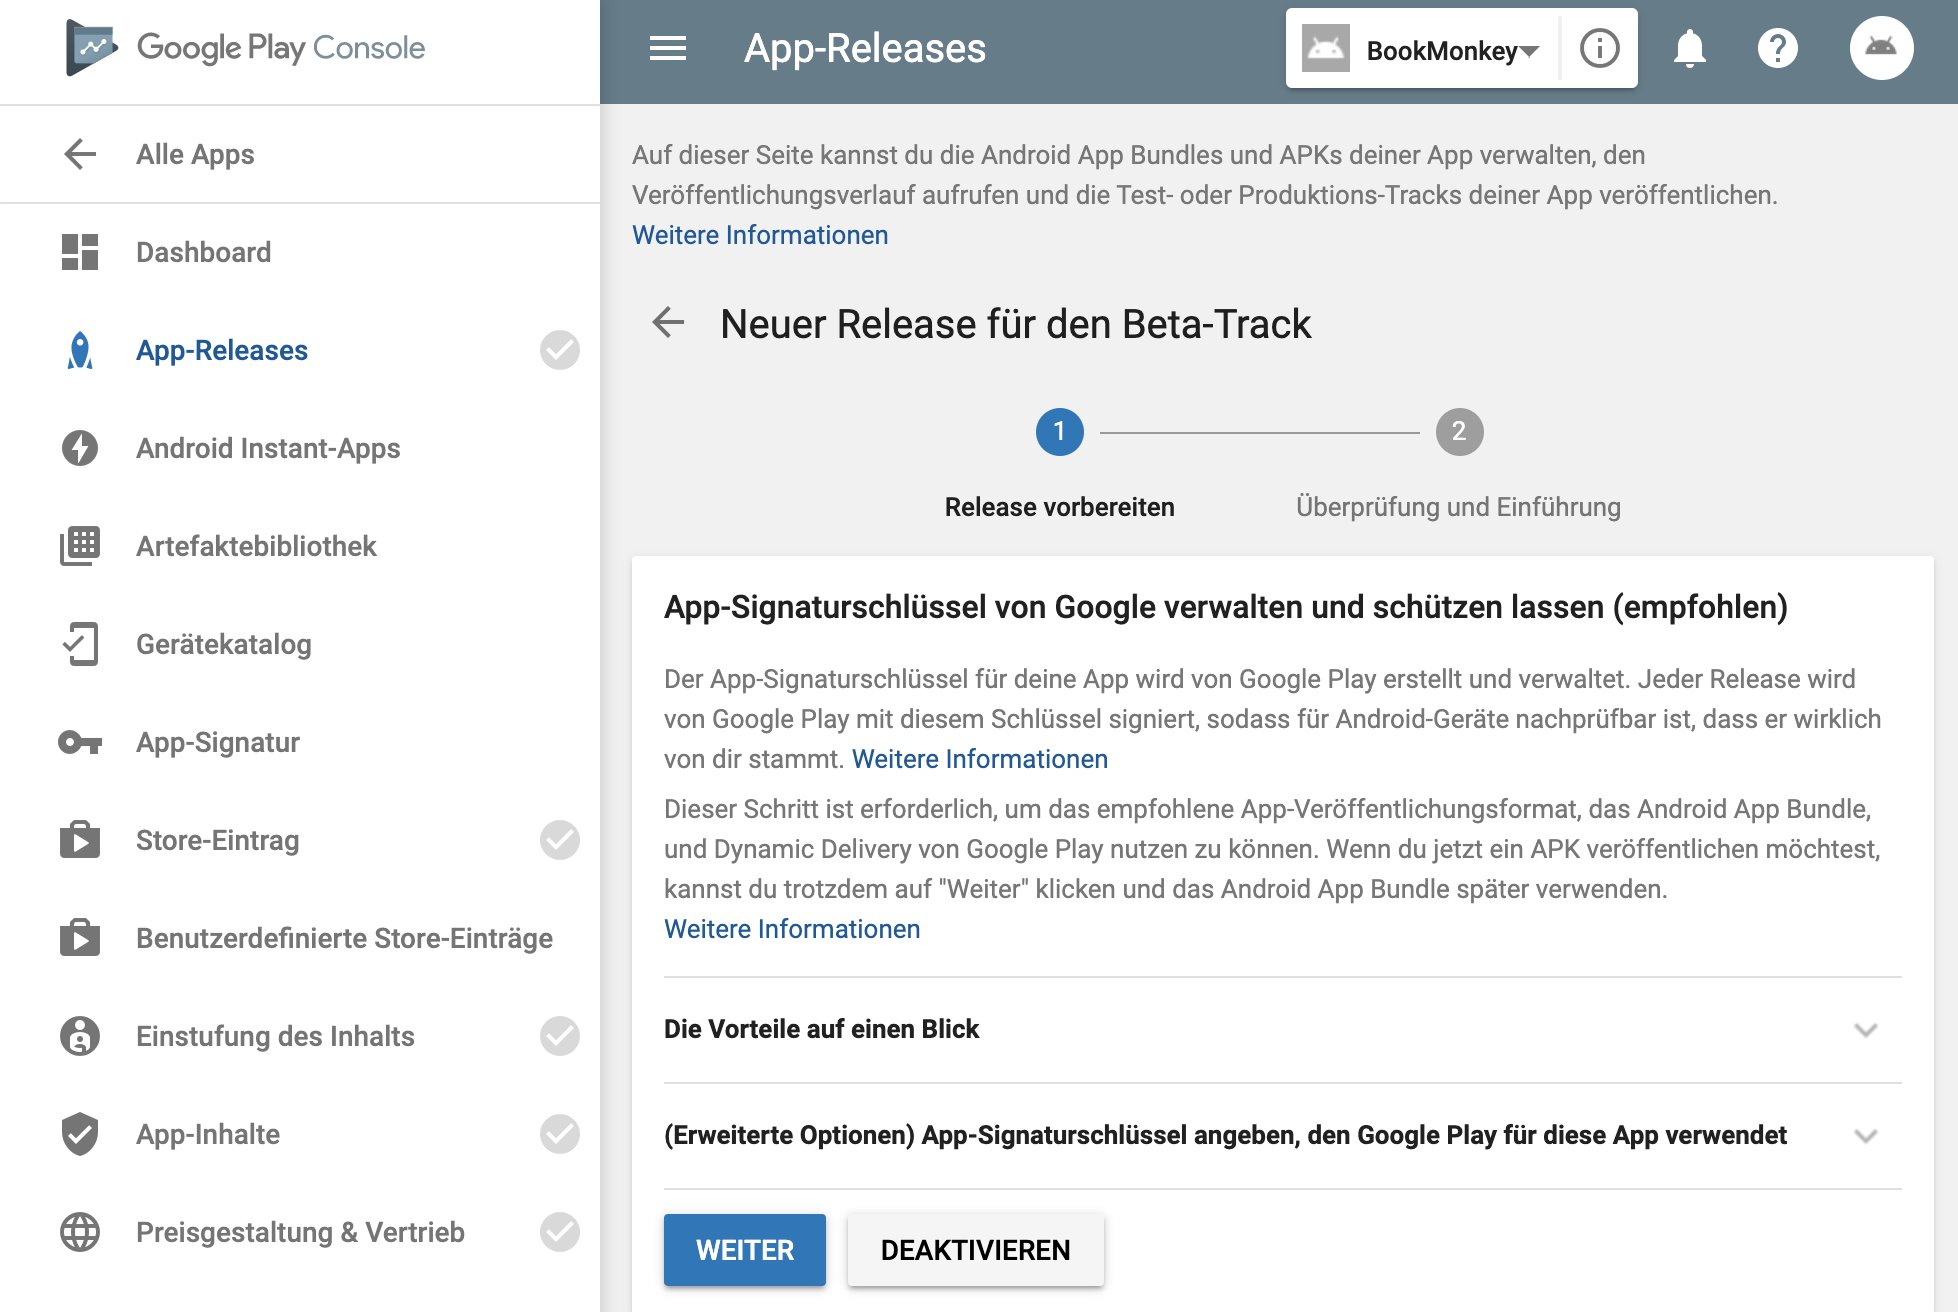 Google Play Console
App-Releases
BookMonkey
Alle Apps
Dashboard
App-Releases
Android Instant-Apps
Artefaktebibliothek
Gerätekatalog
App-Signatur
Store-Eintrag
Benutzerdefinierte Store-Einträge
Einstufung des Inhalts
App-Inhalte
Preisgestaltung & Vertrieb
Auf dieser Seite kannst du die Android App Bundles und APKs deiner App verwalten, den
Veröffentlichungsverlauf aufrufen und die Test- oder Produktions-Tracks deiner App veröffentlichen.
Weitere Informationen
Neuer Release für den Beta-Track
1
2
Release vorbereiten
Überprüfung und Einführung
App-Signaturschlüssel von Google verwalten und schützen lassen (empfohlen)
Der App-Signaturschlüssel für deine App wird von Google Play erstellt und verwaltet. Jeder Release wird
von Google Play mit diesem Schlüssel signiert, sodass für Android-Geräte nachprüfbar ist, dass er wirklich
von dir stammt. Weitere Informationen
Dieser Schritt ist erforderlich, um das empfohlene App-Veröffentlichungsformat, das Android App Bundle,
und Dynamic Delivery von Google Play nutzen zu können. Wenn du jetzt ein APK veröffentlichen möchtest,
kannst du trotzdem auf "Weiter" klicken und das Android App Bundle später verwenden.
Weitere Informationen
Die Vorteile auf einen Blick
(Erweiterte Optionen) App-Signaturschlüssel angeben, den Google Play für diese App verwendet
WEITER
DEAKTIVIEREN